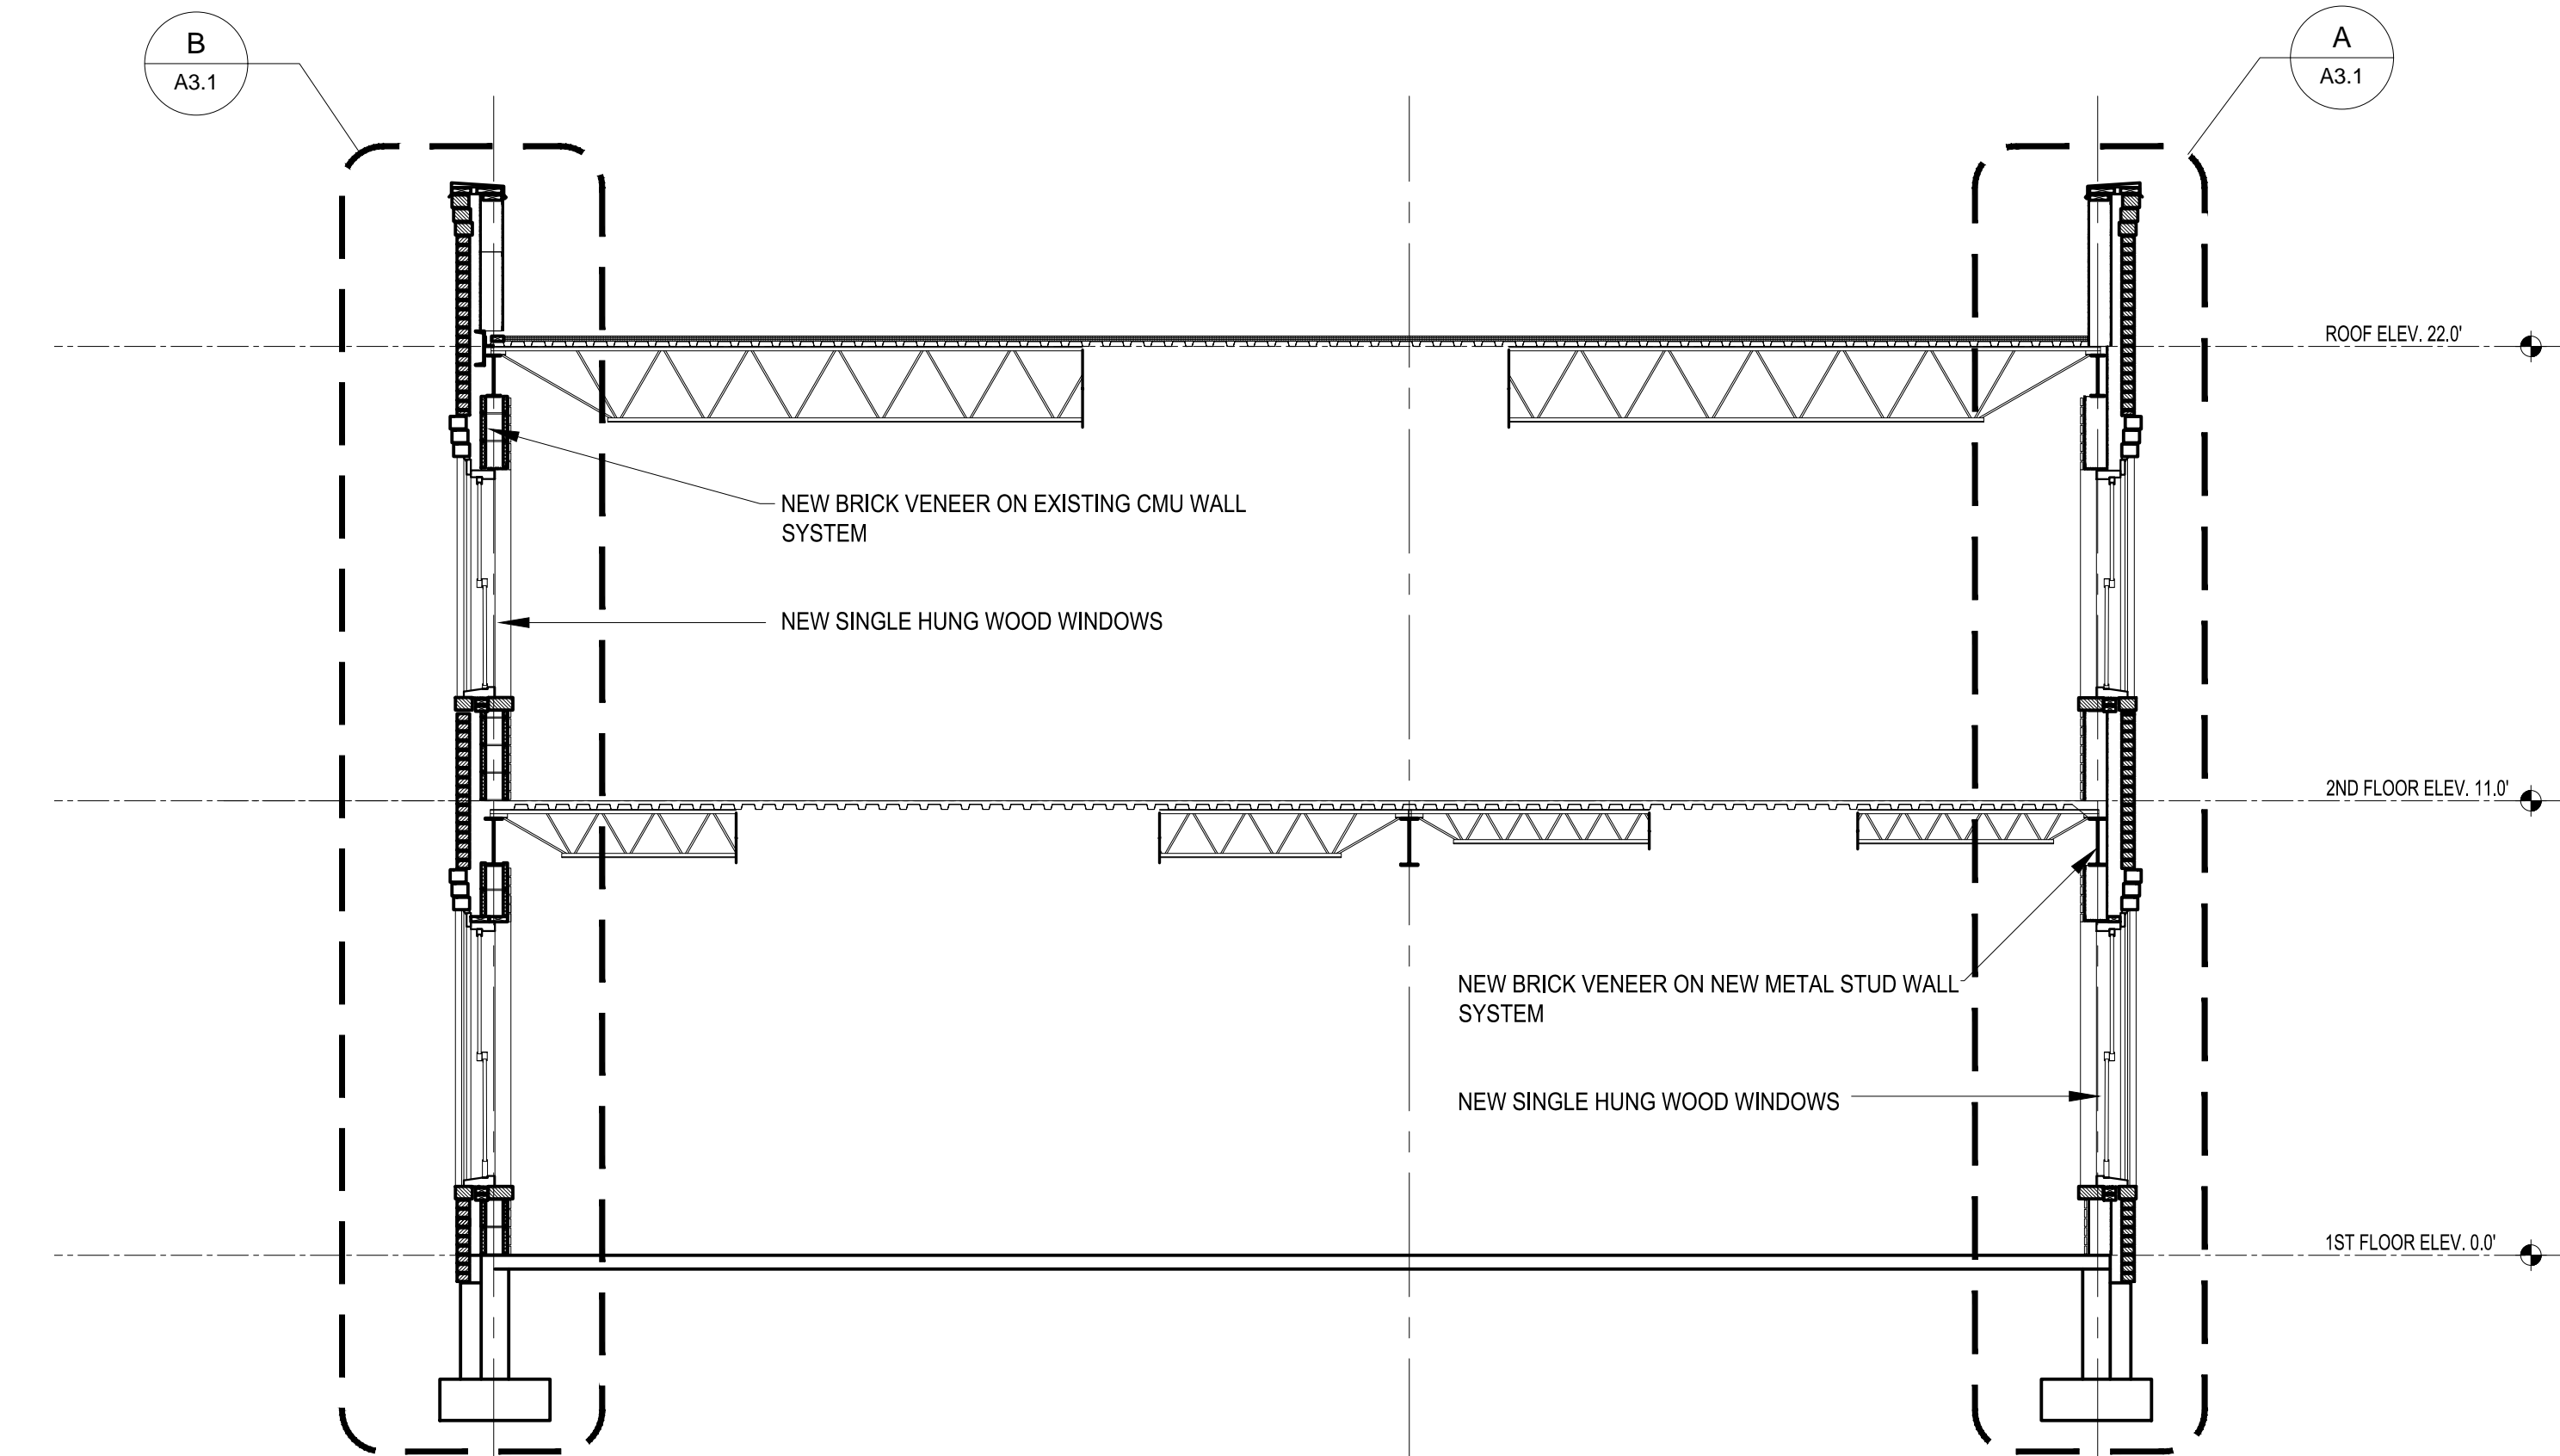 B
A3.1
A
A3.1
ROOF ELEV. 22.0'
NEW BRICK VENEER ON EXISTING CMU WALL
SYSTEM
NEW SINGLE HUNG WOOD WINDOWS
2ND FLOOR ELEV. 11.0'
NEW BRICK VENEER ON NEW METAL STUD WALL
SYSTEM
NEW SINGLE HUNG WOOD WINDOWS
1ST FLOOR ELEV. 0.0'